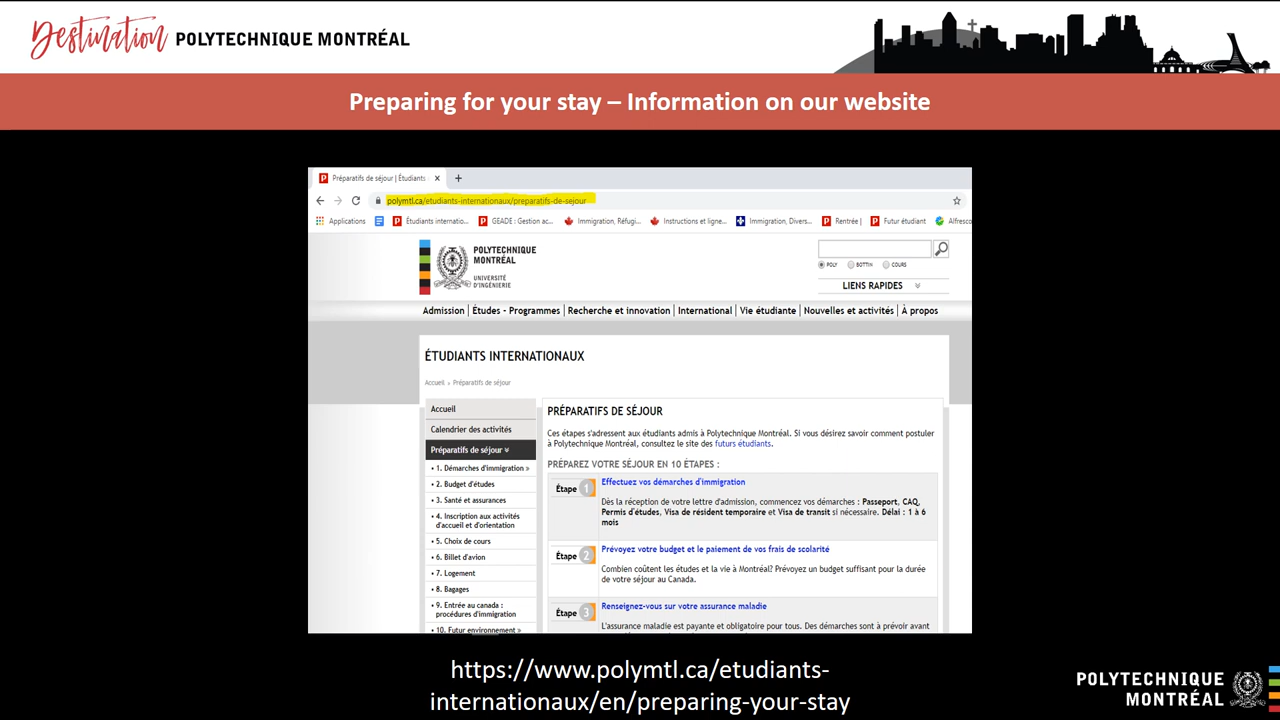 Destination POLYTECHNIQUE MONTRÉAL
Preparing for your stay – Information on our website
Préparatifs de séjour | Étudiants
polymtl.ca/etudiants-internationaux/preparatifs-de-sejour
Applications Étudiants internatio... GEADE : Gestion ac... Immigration, Réfugi... Instructions et ligne... Immigration, Divers... Rentrée | Futur étudiant Alfresco
POLYTECHNIQUE
MONTRÉAL
UNIVERSITÉ
D'INGÉNIERIE
POLY BOTTIN COURS
LIENS RAPIDES
Admission | Études - Programmes | Recherche et innovation | International | Vie étudiante | Nouvelles et activités | À propos
ÉTUDIANTS INTERNATIONAUX
Accueil » Préparatifs de séjour
Accueil
Calendrier des activités
Préparatifs de séjour
• 1. Démarches d'immigration »
• 2. Budget d'études
• 3. Santé et assurances
• 4. Inscription aux activités
d'accueil et d'orientation
• 5. Choix de cours
• 6. Billet d'avion
• 7. Logement
• 8. Bagages
• 9. Entrée au canada :
procédures d'immigration
• 10. Futur environnement »
PRÉPARATIFS DE SÉJOUR
Ces étapes s'adressent aux étudiants admis à Polytechnique Montréal. Si vous désirez savoir comment postuler
à Polytechnique Montréal, consultez le site des futurs étudiants.
PRÉPAREZ VOTRE SÉJOUR EN 10 ÉTAPES :
Étape 1
Effectuez vos démarches d'immigration
Dès la réception de votre lettre d'admission, commencez vos démarches : Passeport, CAQ,
Permis d'études, Visa de résident temporaire et Visa de transit si nécessaire. Délai : 1 à 6
mois
Étape 2
Prévoyez votre budget et le paiement de vos frais de scolarité
Combien coûtent les études et la vie à Montréal? Prévoyez un budget suffisant pour la durée
de votre séjour au Canada.
Étape 3
Renseignez-vous sur votre assurance maladie
L'assurance maladie est payante et obligatoire pour tous. Des démarches sont à prévoir avant
https://www.polymtl.ca/etudiants-
internationaux/en/preparing-your-stay
POLYTECHNIQUE
MONTRÉAL